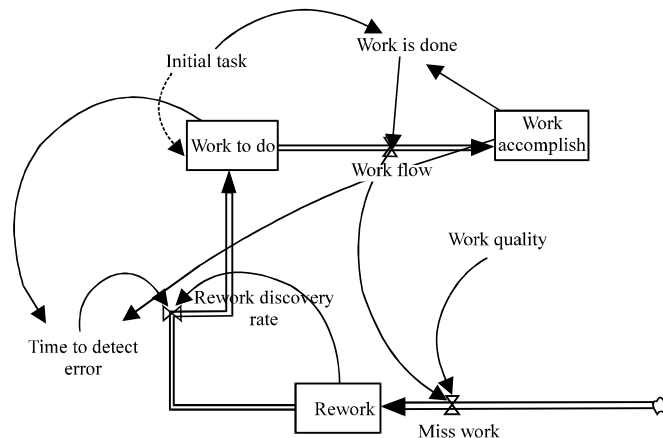 Work is done
Initial task
Work
accomplish
Work to do
Work flow
Work quality
Rework discovery
rate
Time to detect
error
Rework
Miss work